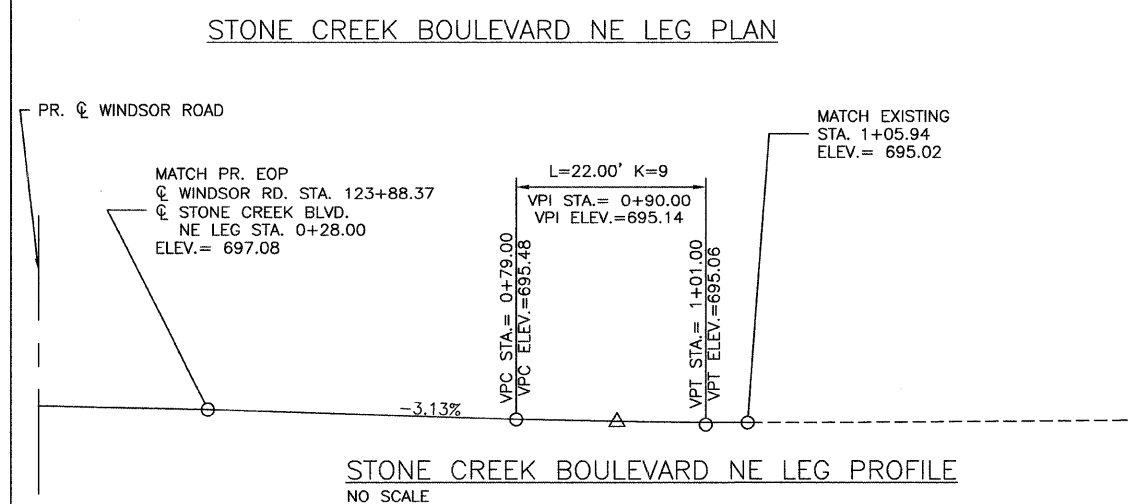 STONE CREEK BOULEVARD NE LEG PLAN
PR. ℄ WINDSOR ROAD
MATCH PR. EOP
℄ WINDSOR RD. STA. 123+88.37
℄ STONE CREEK BLVD.
NE LEG STA. 0+28.00
ELEV.= 697.08
L=22.00' K=9
VPI STA.= 0+90.00
VPI ELEV.=695.14
MATCH EXISTING
STA. 1+05.94
ELEV.= 695.02
VPC STA.= 0+79.00
VPC ELEV.=695.48
VPT STA.= 1+01.00
VPT ELEV.=695.06
-3.13%
STONE CREEK BOULEVARD NE LEG PROFILE
NO SCALE